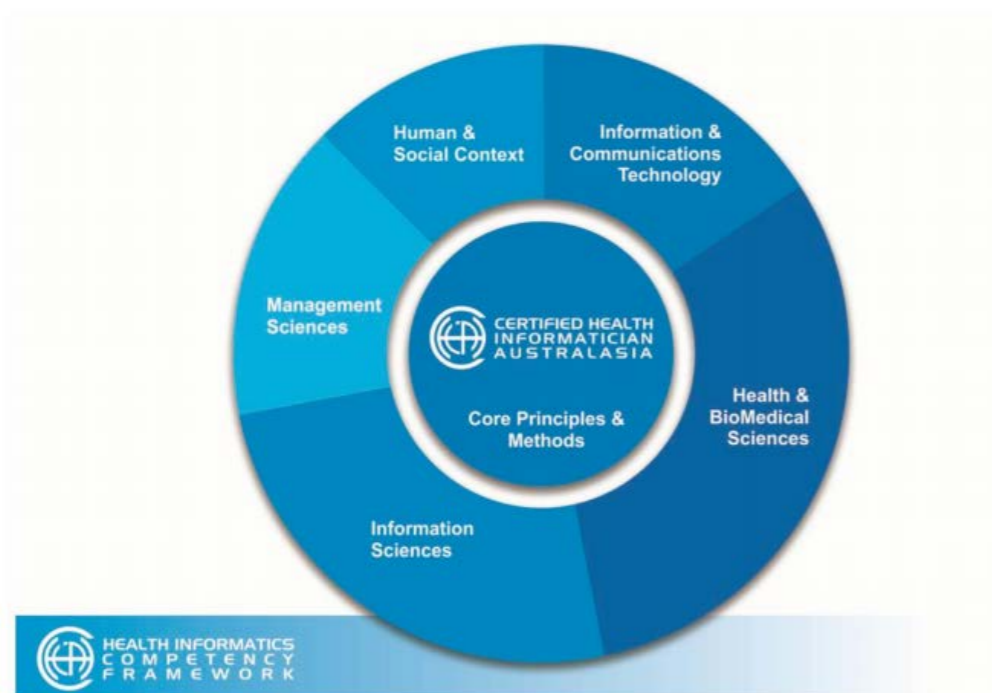 Human &
Social Context
Information &
Communications
Technology
Management
Sciences
CERTIFIED HEALTH
INFORMATICIAN
AUSTRALASIA
Core Principles &
Methods
Health &
BioMedical
Sciences
Information
Sciences
HEALTH INFORMATICS
COMPETENCY
FRAMEWORK